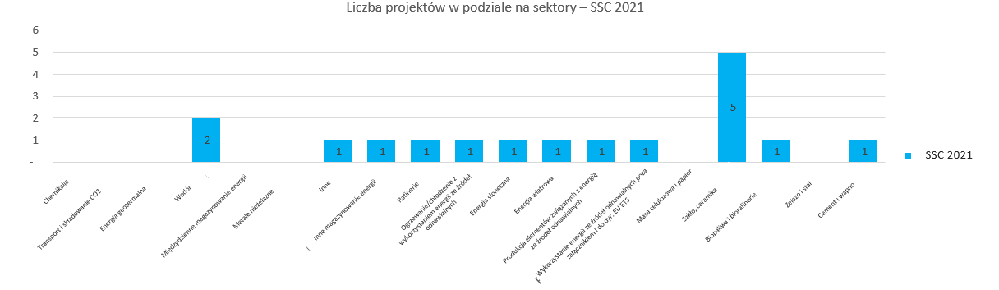 Liczba projektów w podziale na sektory – SSC 2021
6
5
4
3
2
1
-
- - - 2 - - 1 1 1 1 1 1 1 1 - 5 1 - 1
SSC 2021
Chemikalia
Transport i składowanie CO2
Energia geotermalna
Wodór
Międzydzienne magazynowanie energii
Metale nieżelazne
Inne
Inne magazynowanie energii
Rafinerie
Ogrzewanie/chłodzenie z
wykorzystaniem energii ze źródeł
odnawialnych
Energia słoneczna
Energia wiatrowa
Produkcja elementów związanych z energią
ze źródeł odnawialnych
Wykorzystanie energii ze źródeł odnawialnych poza
załącznikiem I do dyr. EU ETS
Masa celulozowa i papier
Szkło, ceramika
Biopaliwa i biorafinerie
Żelazo i stal
Cement i wapno